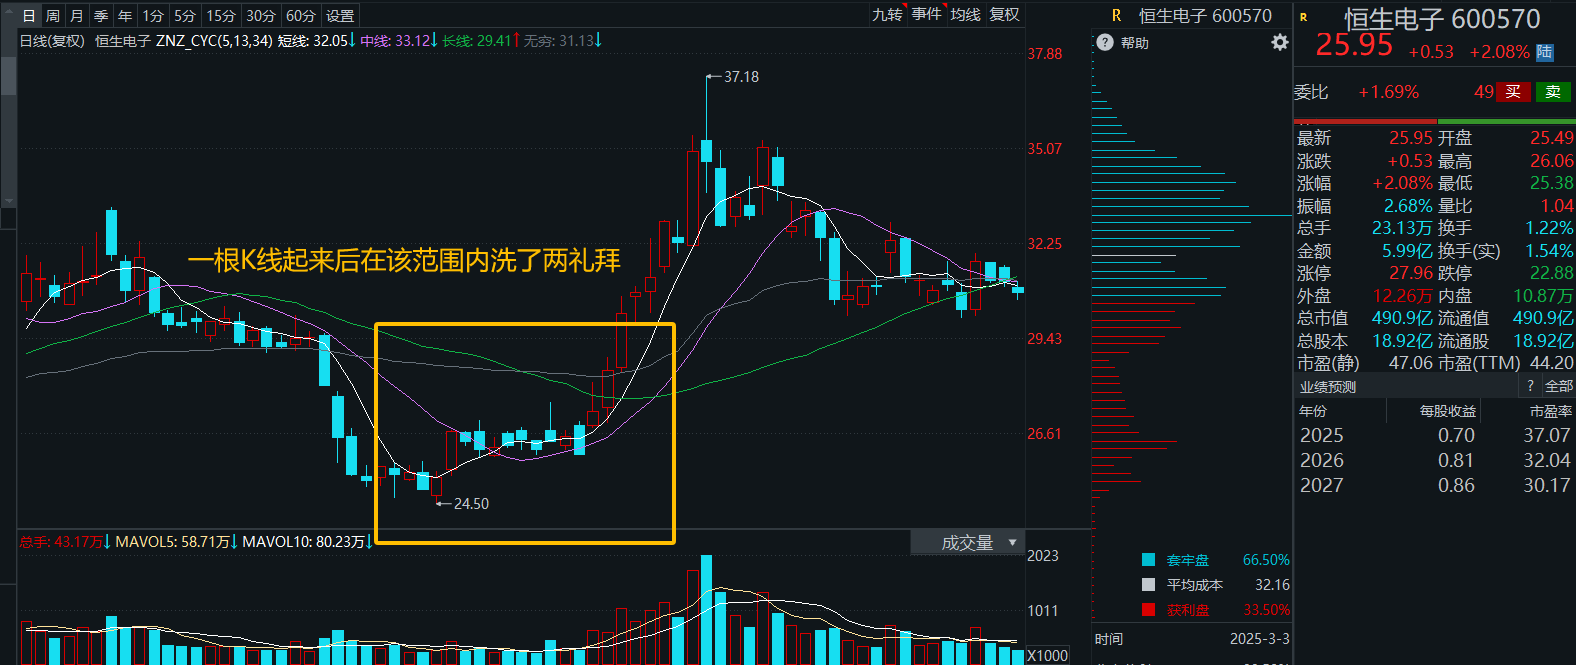 日 周 月 季 年 1分 5分 15分 30分 60分 设置 九转 事件 均线 复权
日线(复权) 恒生电子 ZNZ_CYC(5,13,34) 短线: 32.05↓ 中线: 33.12↓ 长线: 29.41↑ 无穷: 31.13↓
37.88
37.18
35.07
32.25
一根K线起来后在该范围内洗了两礼拜
29.43
26.61
24.50
总手: 43.17万↓ MAVOL5: 58.71万↓ MAVOL10: 80.23万↓
成交量 ▼
2023
1011
X1000
R 恒生电子 600570
? 帮助
套牢盘 66.50%
平均成本 32.16
获利盘 33.50%
时间 2025-3-3
R 恒生电子 600570
25.95 +0.53 +2.08% 陆
委比 +1.69% 49 买 卖
最新 25.95 开盘 25.49
涨跌 +0.53 最高 26.06
涨幅 +2.08% 最低 25.38
振幅 2.68% 量比 1.04
总手 23.13万 换手 1.22%
金额 5.99亿 换手(实) 1.54%
涨停 27.96 跌停 22.88
外盘 12.26万 内盘 10.87万
总市值 490.9亿 流通值 490.9亿
总股本 18.92亿 流通股 18.92亿
市盈(静) 47.06 市盈(TTM) 44.20
业绩预测 ? 全部
年份 每股收益 市盈率
2025 0.70 37.07
2026 0.81 32.04
2027 0.86 30.17